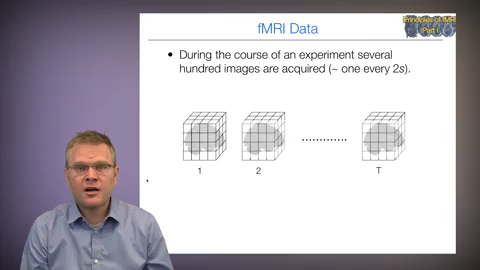 fMRI Data
Principles of fMRI
Part I
• During the course of an experiment several
hundred images are acquired (~ one every 2s).
1 2 ............. T